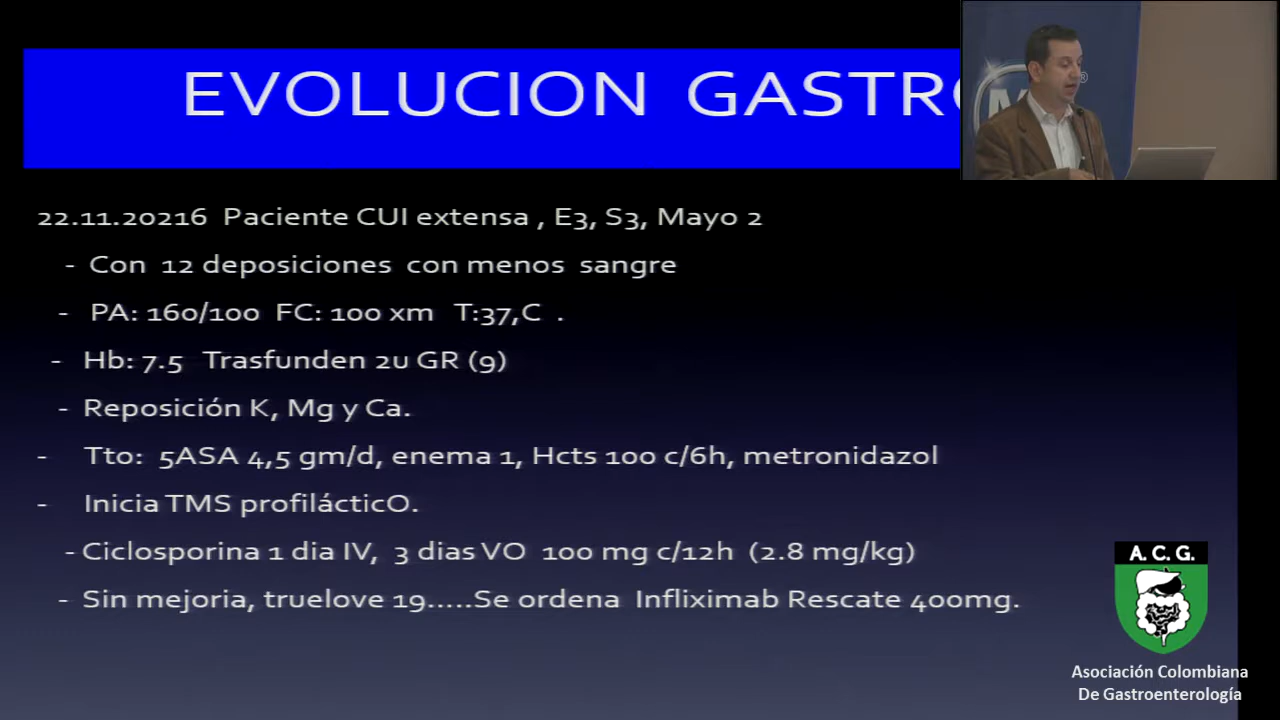 EVOLUCION GASTRO
22.11.20216 Paciente CUI extensa , E3, S3, Mayo 2
- Con 12 deposiciones con menos sangre
- PA: 160/100 FC: 100 xm T:37,C .
- Hb: 7.5 Trasfunden 2u GR (9)
- Reposición K, Mg y Ca.
- Tto: 5ASA 4,5 gm/d, enema 1, Hcts 100 c/6h, metronidazol
- Inicia TMS profilácticO.
- Ciclosporina 1 dia IV, 3 dias VO 100 mg c/12h (2.8 mg/kg)
- Sin mejoria, truelove 19.....Se ordena Infliximab Rescate 400mg.
A. C. G.
Asociación Colombiana
De Gastroenterología